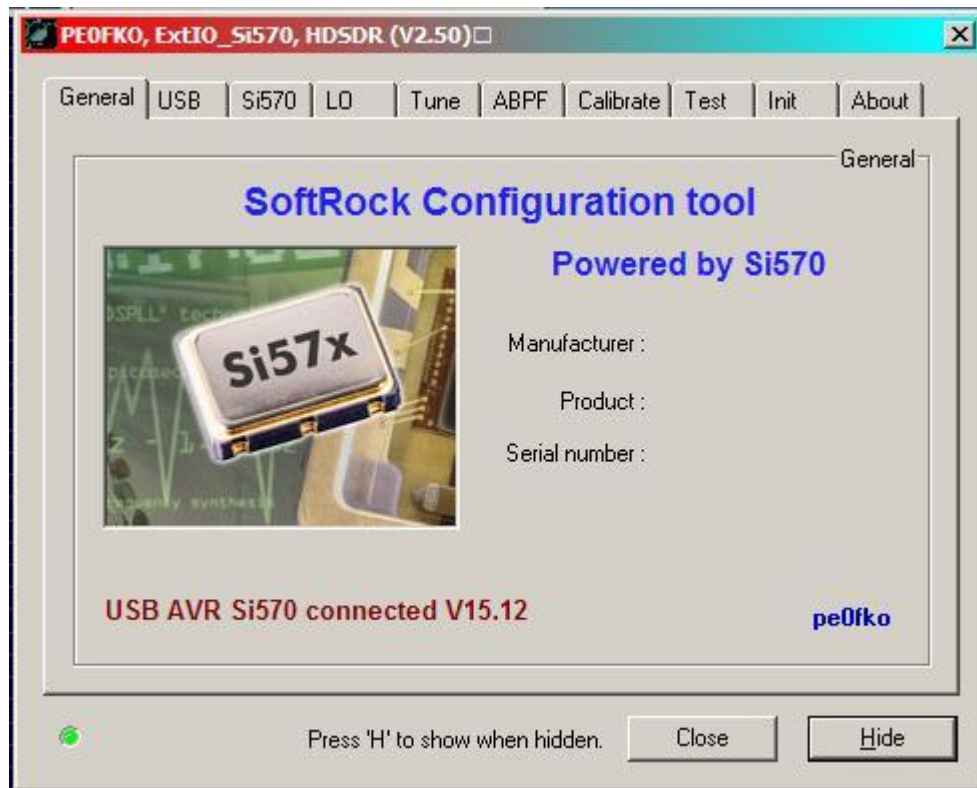 PE0FKO, ExtIO_Si570, HDSDR (V2.50)□
General USB Si570 LO Tune ABPF Calibrate Test Init About
General
SoftRock Configuration tool
Powered by Si570
Si57x
Manufacturer :
Product :
Serial number :
USB AVR Si570 connected V15.12
pe0fko
Press 'H' to show when hidden.
Close
Hide